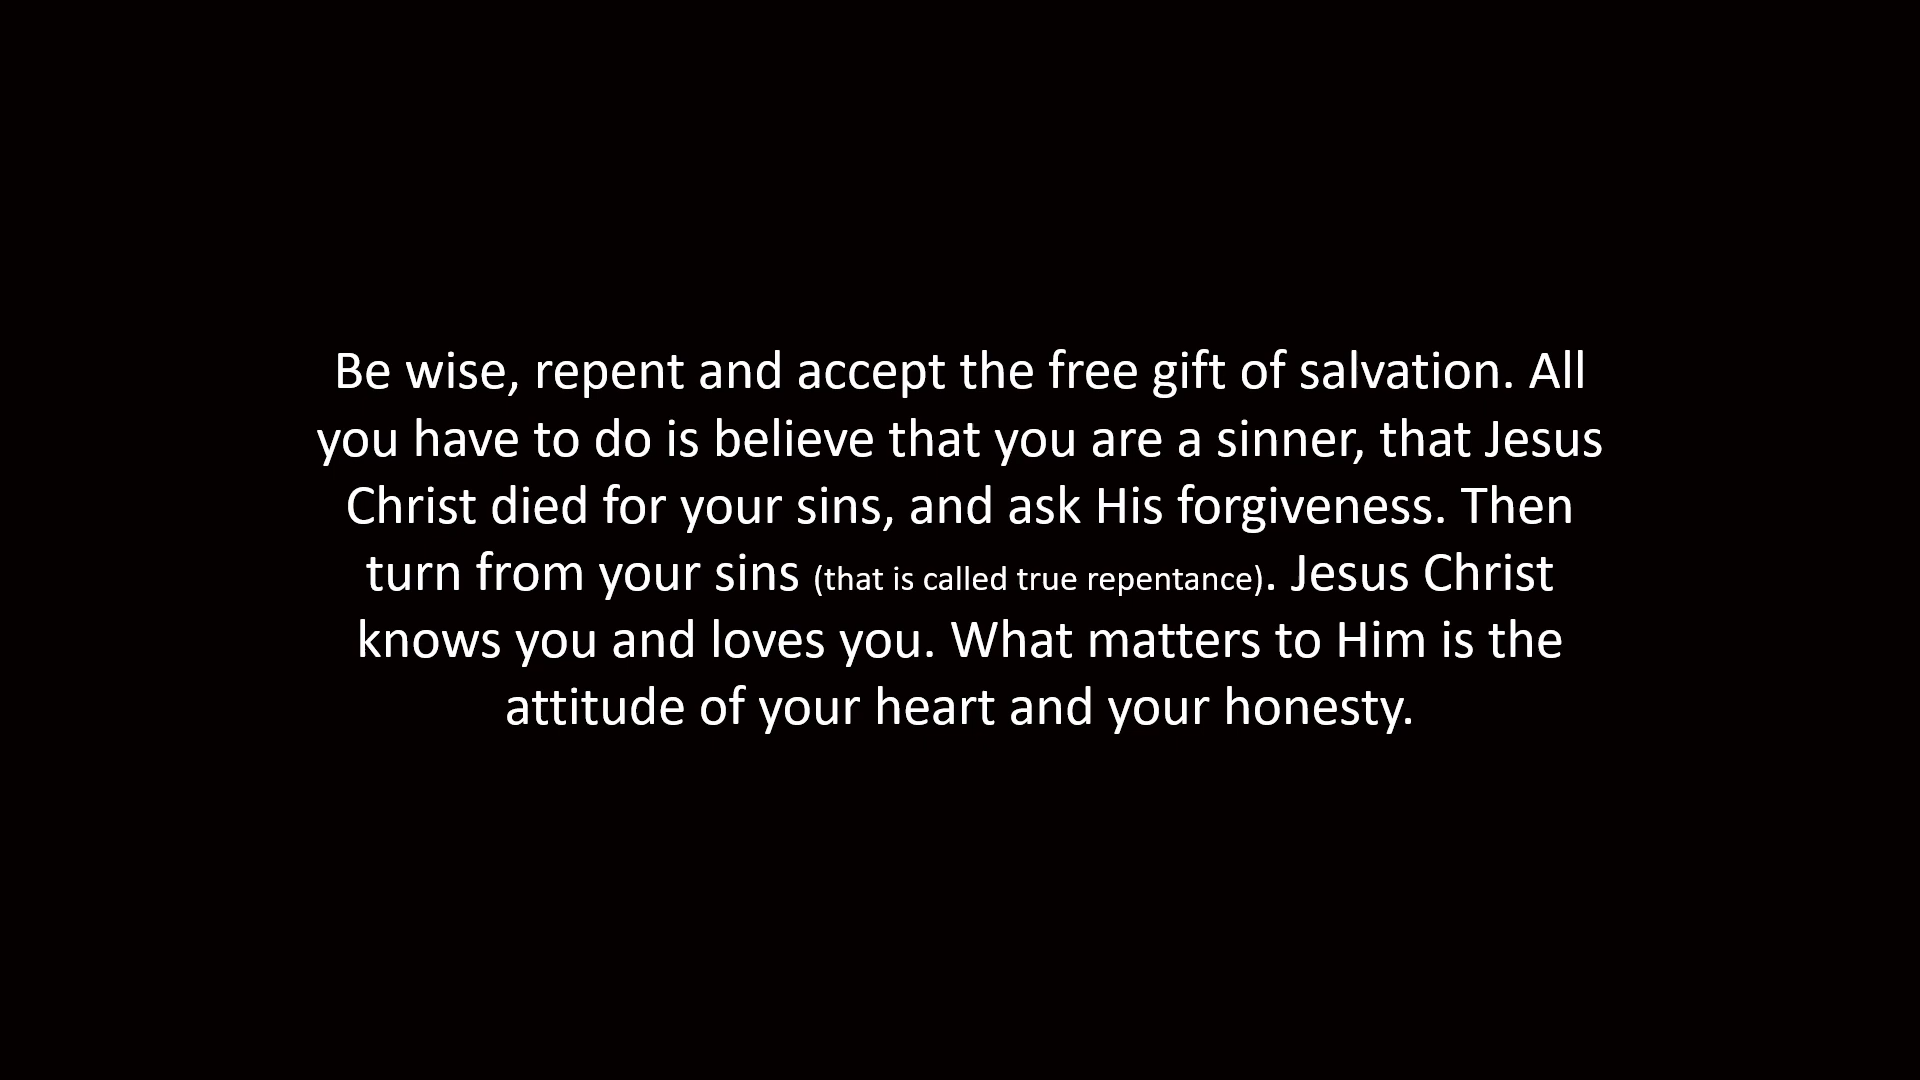 Be wise, repent and accept the free gift of salvation. All
you have to do is believe that you are a sinner, that Jesus
Christ died for your sins, and ask His forgiveness. Then
turn from your sins (that is called true repentance). Jesus Christ
knows you and loves you. What matters to Him is the
attitude of your heart and your honesty.